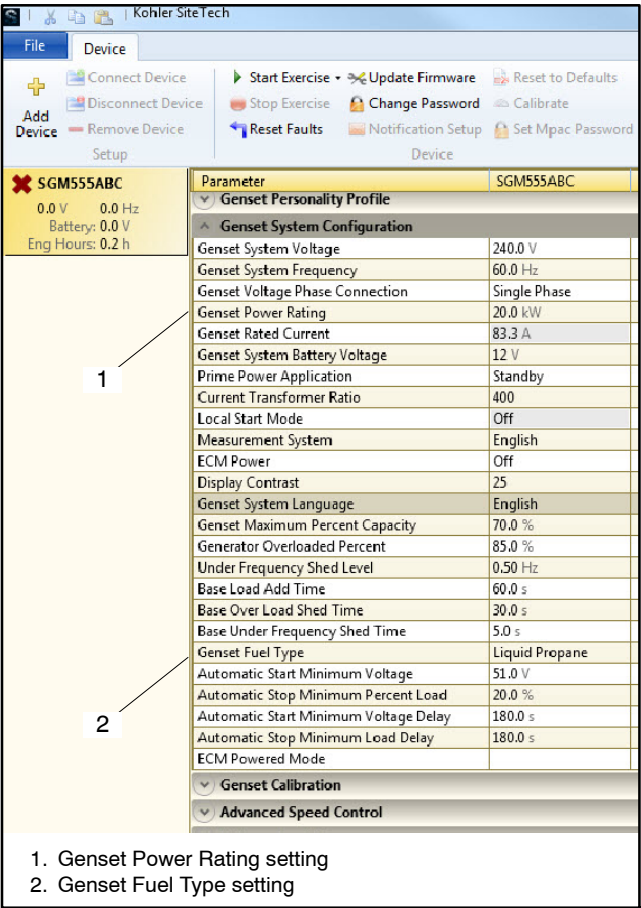 Kohler SiteTech
File Device
Add Device
Connect Device
Disconnect Device
Remove Device
Setup
Start Exercise
Stop Exercise
Reset Faults
Update Firmware
Change Password
Notification Setup
Reset to Defaults
Calibrate
Set Mpac Password
Device
SGM555ABC
0.0 V 0.0 Hz
Battery: 0.0 V
Eng Hours: 0.2 h
Parameter SGM555ABC
Genset Personality Profile
Genset System Configuration
Genset System Voltage 240.0 V
Genset System Frequency 60.0 Hz
Genset Voltage Phase Connection Single Phase
Genset Power Rating 20.0 kW
Genset Rated Current 83.3 A
Genset System Battery Voltage 12 V
Prime Power Application Standby
Current Transformer Ratio 400
Local Start Mode Off
Measurement System English
ECM Power Off
Display Contrast 25
Genset System Language English
Genset Maximum Percent Capacity 70.0 %
Generator Overloaded Percent 85.0 %
Under Frequency Shed Level 0.50 Hz
Base Load Add Time 60.0 s
Base Over Load Shed Time 30.0 s
Base Under Frequency Shed Time 5.0 s
Genset Fuel Type Liquid Propane
Automatic Start Minimum Voltage 51.0 V
Automatic Stop Minimum Percent Load 20.0 %
Automatic Start Minimum Voltage Delay 180.0 s
Automatic Stop Minimum Load Delay 180.0 s
ECM Powered Mode
Genset Calibration
Advanced Speed Control
1
2
1. Genset Power Rating setting
2. Genset Fuel Type setting